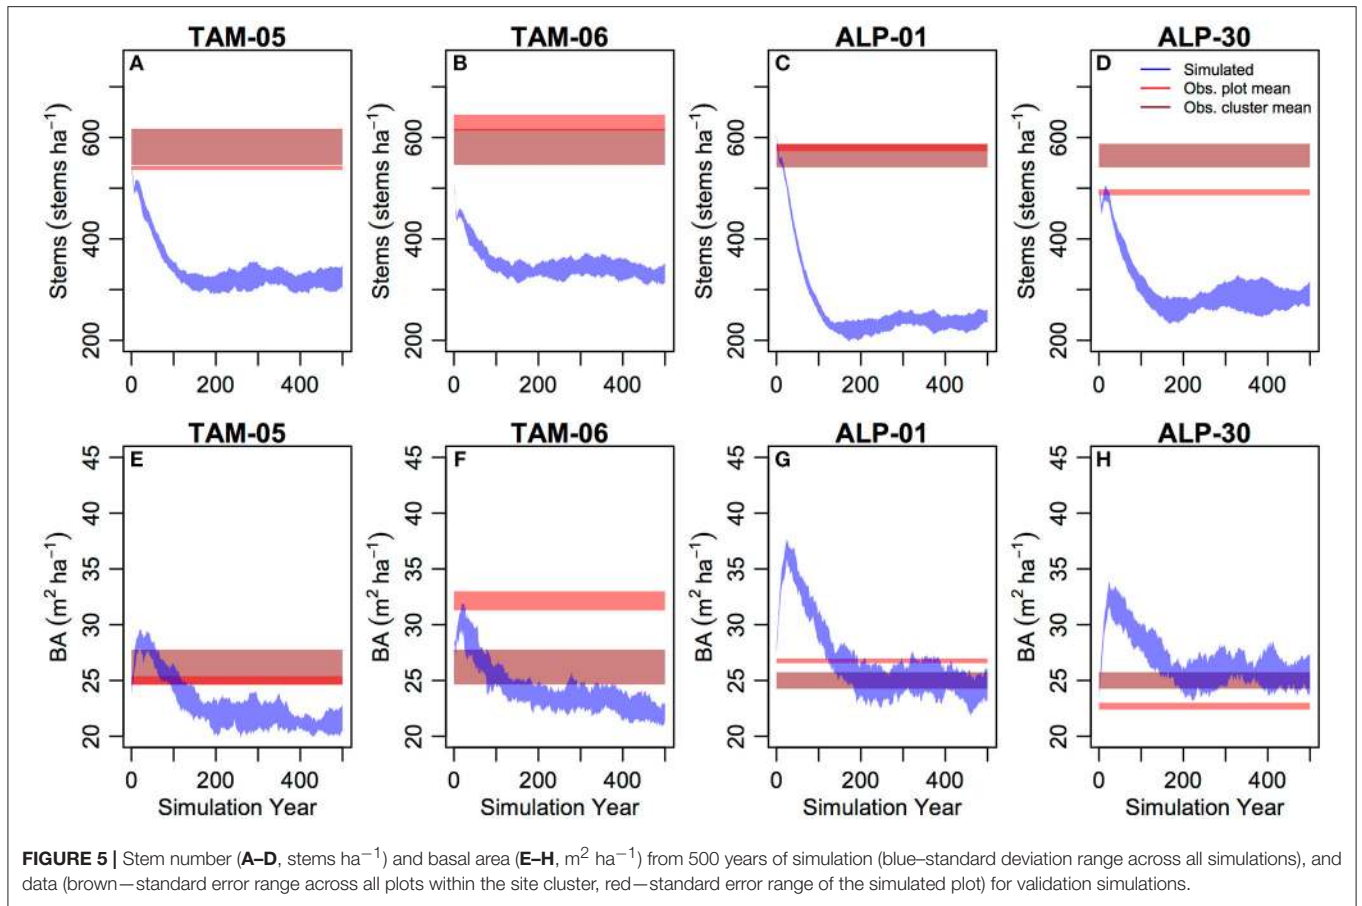 TAM-05 TAM-06 ALP-01 ALP-30
A B C D
Simulated
Obs. plot mean
Obs. cluster mean
Stems (stems ha−1) Stems (stems ha−1) Stems (stems ha−1) Stems (stems ha−1)
600 600 600 600
400 400 400 400
200 200 200 200
0 200 400 0 200 400 0 200 400 0 200 400
TAM-05 TAM-06 ALP-01 ALP-30
E F G H
BA (m2 ha−1) BA (m2 ha−1) BA (m2 ha−1) BA (m2 ha−1)
45 45 45 45
40 40 40 40
35 35 35 35
30 30 30 30
25 25 25 25
20 20 20 20
0 200 400 0 200 400 0 200 400 0 200 400
Simulation Year Simulation Year Simulation Year Simulation Year
FIGURE 5 | Stem number (A–D, stems ha−1) and basal area (E–H, m2 ha−1) from 500 years of simulation (blue–standard deviation range across all simulations), and
data (brown—standard error range across all plots within the site cluster, red—standard error range of the simulated plot) for validation simulations.